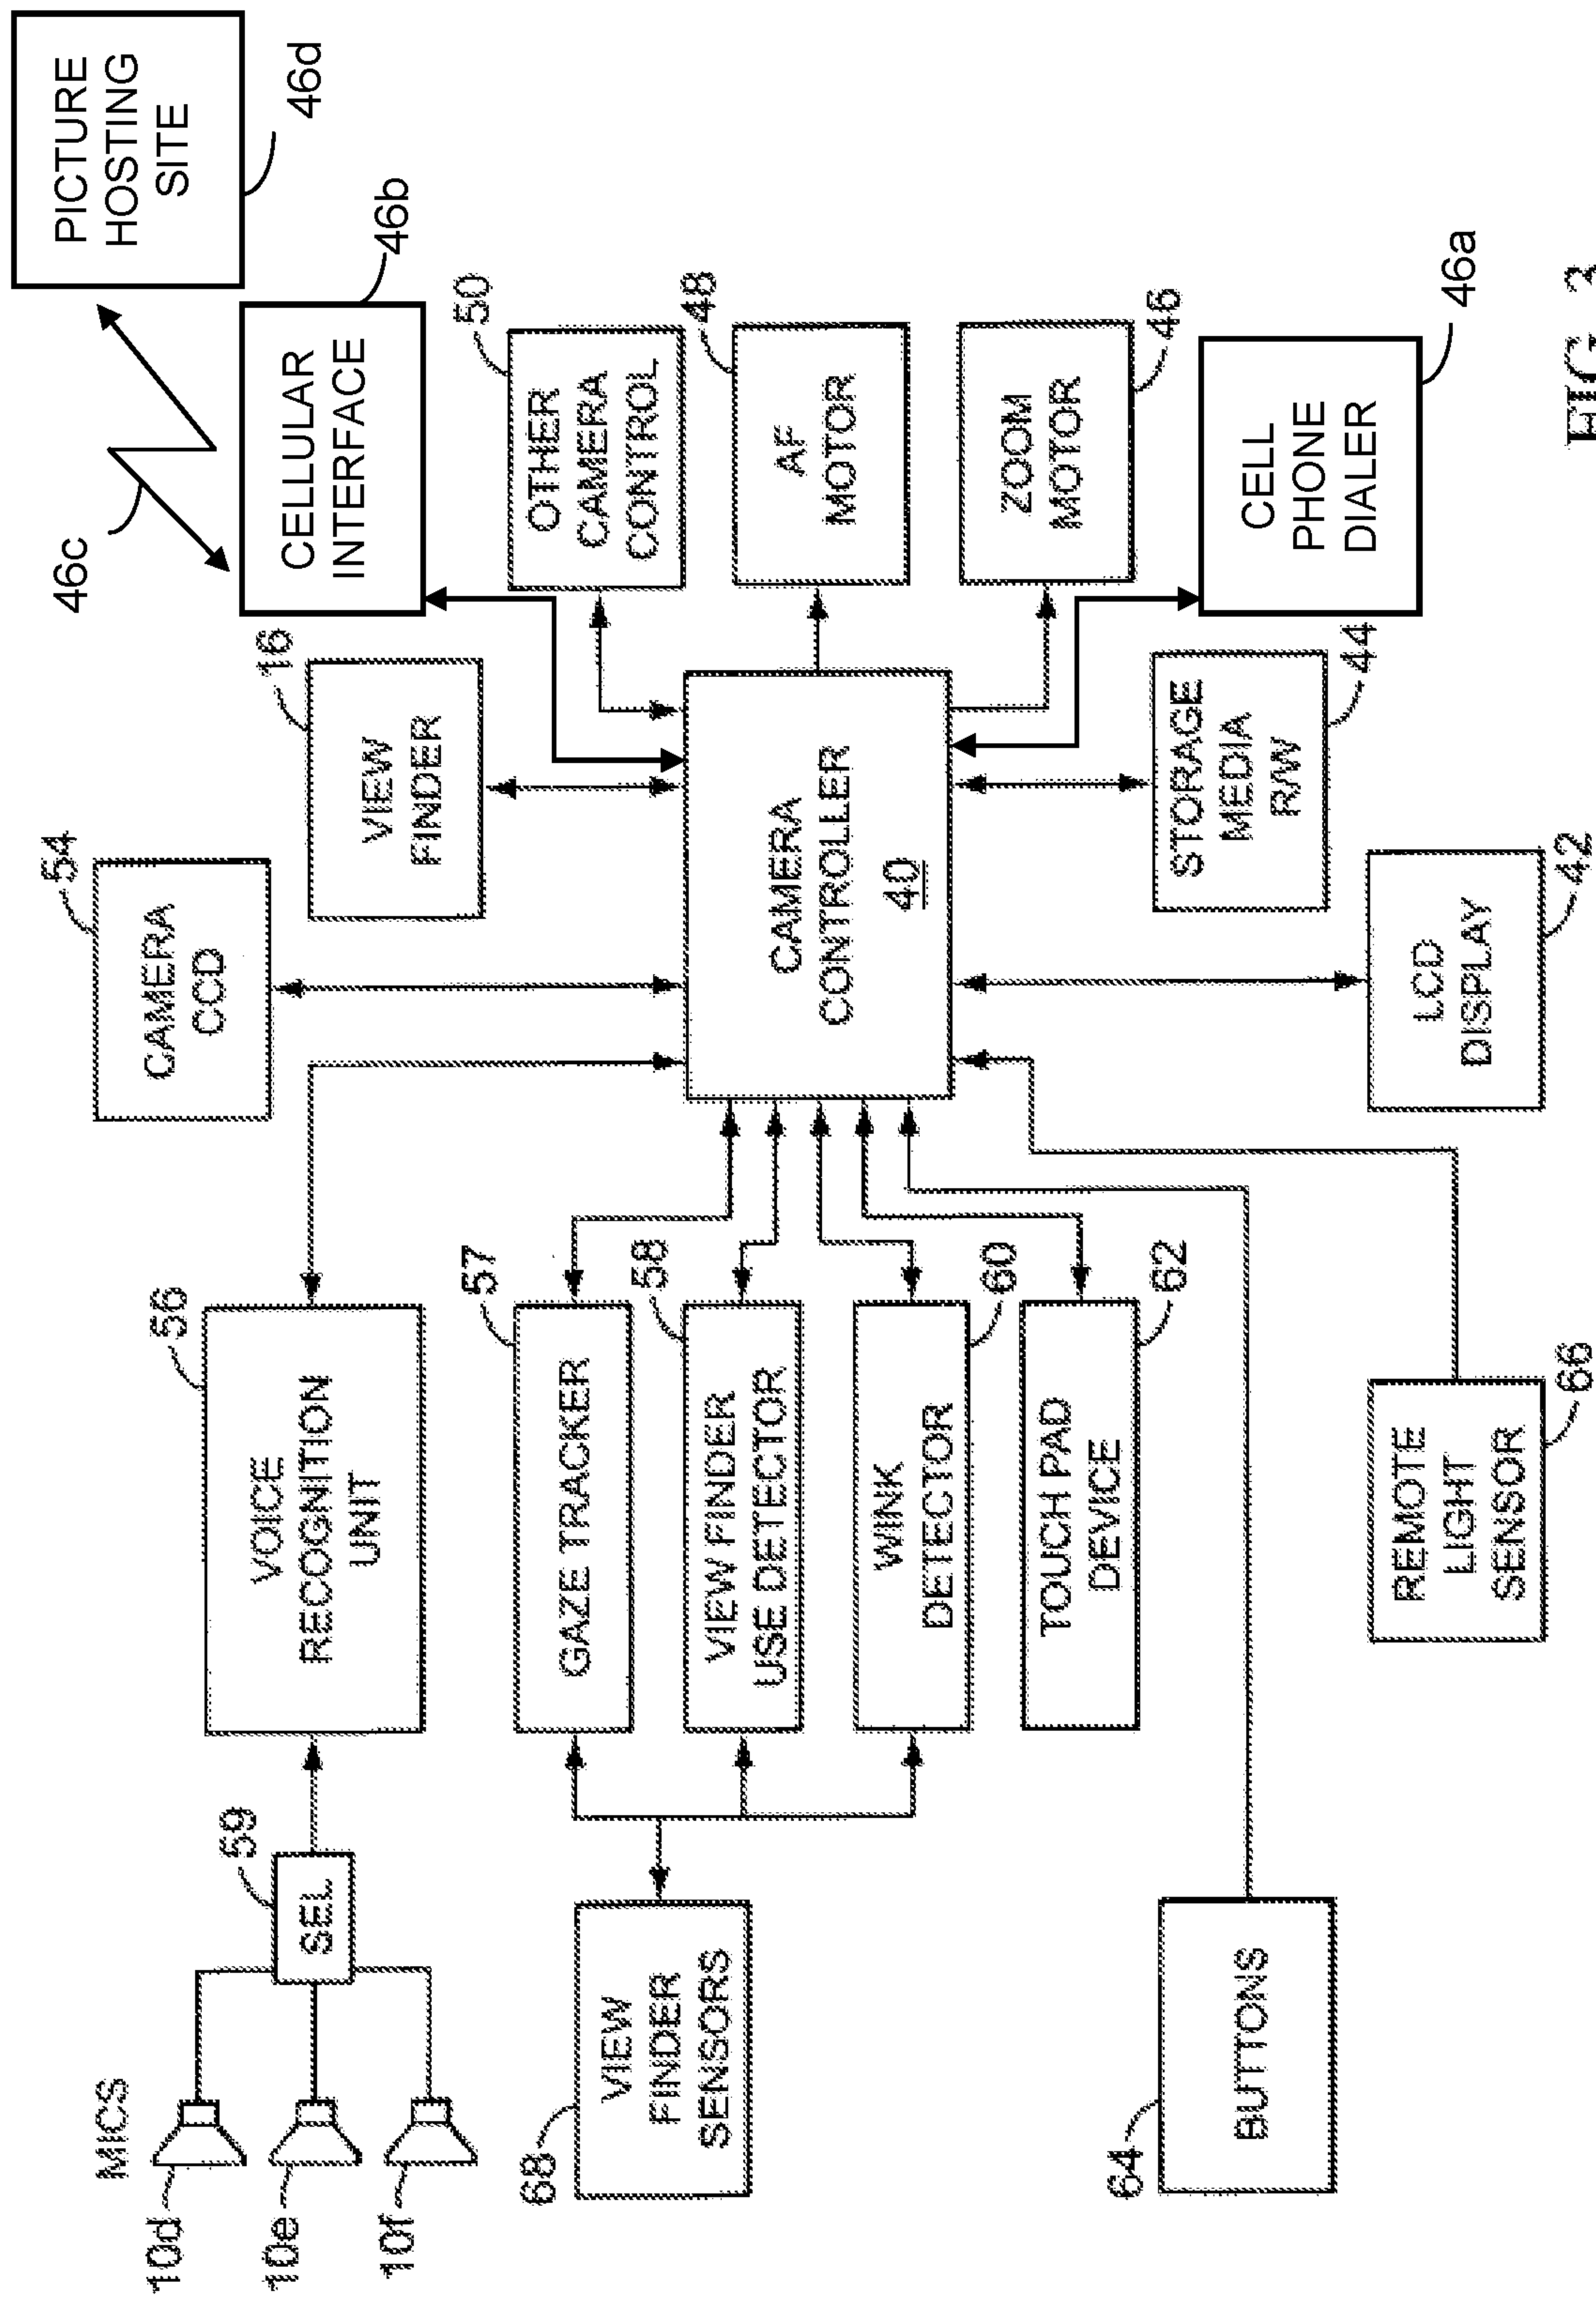 MICS
10d
10e
10f
59
SEL
56
VOICE
RECOGNITION
UNIT
54
CAMERA
CCD
16
VIEW
FINDER
46c
PICTURE
HOSTING
SITE
46d
CELLULAR
INTERFACE
46b
57
GAZE TRACKER
50
OTHER
CAMERA
CONTROL
68
VIEW
FINDER
SENSORS
58
VIEW FINDER
USE DETECTOR
CAMERA
CONTROLLER
40
48
AF
MOTOR
WINK
DETECTOR
60
ZOOM
MOTOR
46
TOUCH PAD
DEVICE
62
64
BUTTONS
STORAGE
MEDIA
R/W
44
CELL
PHONE
DIALER
46a
REMOTE
LIGHT
SENSOR
66
LCD
DISPLAY
42
FIG.